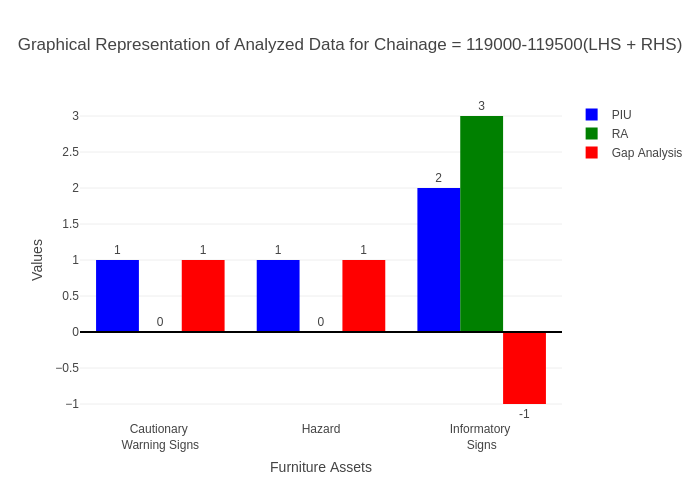 Graphical Representation of Analyzed Data for Chainage = 119000-119500(LHS + RHS)
3
2.5
2
1.5
1
0.5
0
−0.5
−1
Values
1
0
1
1
0
1
2
3
-1
Cautionary
Warning Signs
Hazard
Informatory
Signs
Furniture Assets
PIU
RA
Gap Analysis